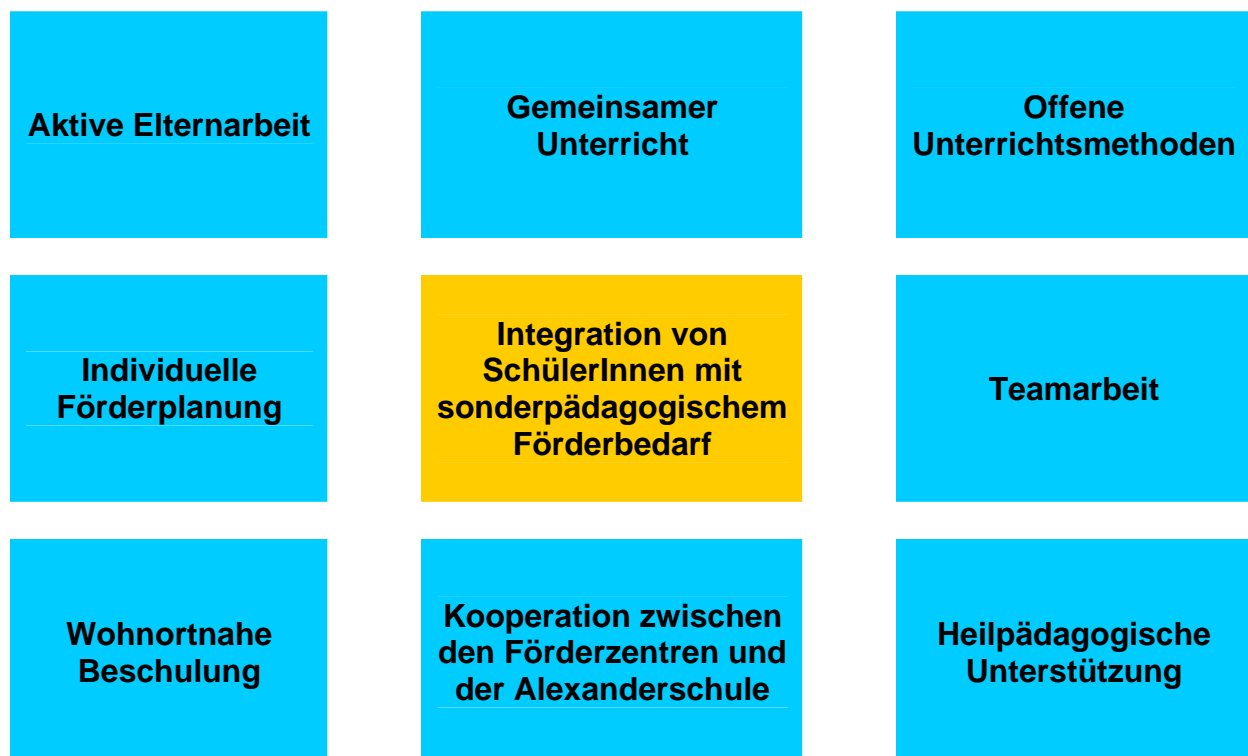 Aktive Elternarbeit
Gemeinsamer
Unterricht
Offene
Unterrichtsmethoden
Individuelle
Förderplanung
Integration von
SchülerInnen mit
sonderpädagogischem
Förderbedarf
Teamarbeit
Wohnortnahe
Beschulung
Kooperation zwischen
den Förderzentren und
der Alexanderschule
Heilpädagogische
Unterstützung